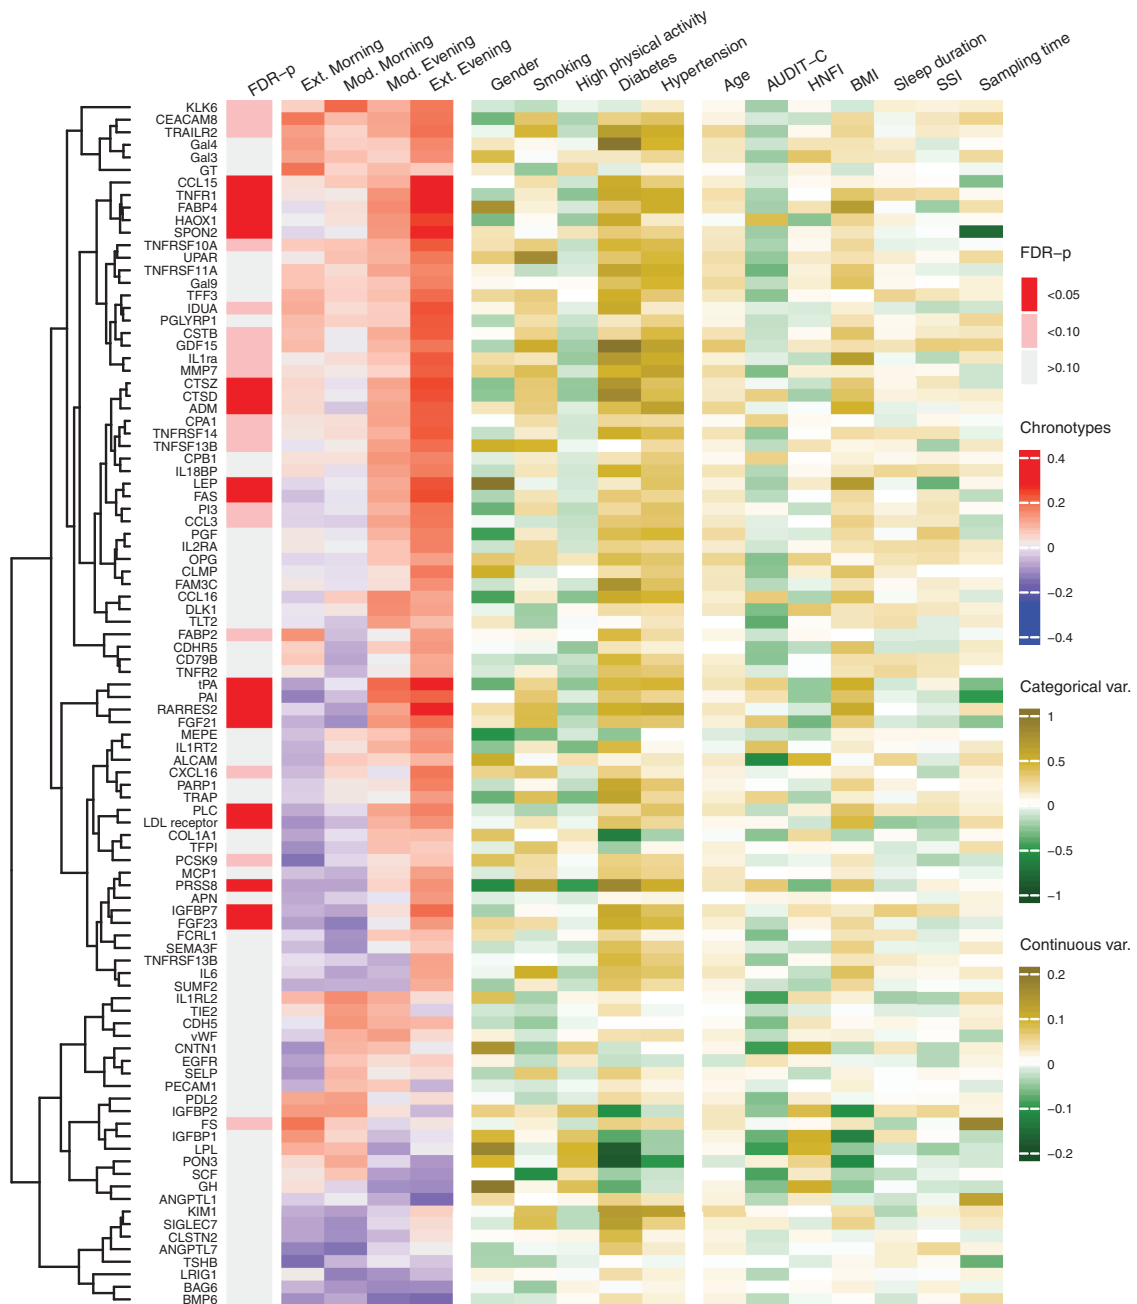 FDR–p
Ext. Morning
Mod. Morning
Mod. Evening
Ext. Evening
Gender
Smoking
High physical activity
Diabetes
Hypertension
Age
AUDIT–C
HNFI
BMI
Sleep duration
SSI
Sampling time
KLK6
CEACAM8
TRAILR2
Gal4
Gal3
GT
CCL15
TNFR1
FABP4
HAOX1
SPON2
TNFRSF10A
UPAR
TNFRSF11A
Gal9
TFF3
IDUA
PGLYRP1
CSTB
GDF15
IL1ra
MMP7
CTSZ
CTSD
ADM
CPA1
TNFRSF14
TNFSF13B
CPB1
IL18BP
LEP
FAS
PI3
CCL3
PGF
IL2RA
OPG
CLMP
FAM3C
CCL16
DLK1
TLT2
FABP2
CDHR5
CD79B
TNFR2
tPA
PAI
RARRES2
FGF21
MEPE
IL1RT2
ALCAM
CXCL16
PARP1
TRAP
PLC
LDL receptor
COL1A1
TFPI
PCSK9
MCP1
PRSS8
APN
IGFBP7
FGF23
FCRL1
SEMA3F
TNFRSF13B
IL6
SUMF2
IL1RL2
TIE2
CDH5
vWF
CNTN1
EGFR
SELP
PECAM1
PDL2
IGFBP2
FS
IGFBP1
LPL
PON3
SCF
GH
ANGPTL1
KIM1
SIGLEC7
CLSTN2
ANGPTL7
TSHB
LRIG1
BAG6
BMP6
FDR–p
<0.05
<0.10
>0.10
Chronotypes
0.4
0.2
0
−0.2
−0.4
Categorical var.
1
0.5
0
−0.5
−1
Continuous var.
0.2
0.1
0
−0.1
−0.2